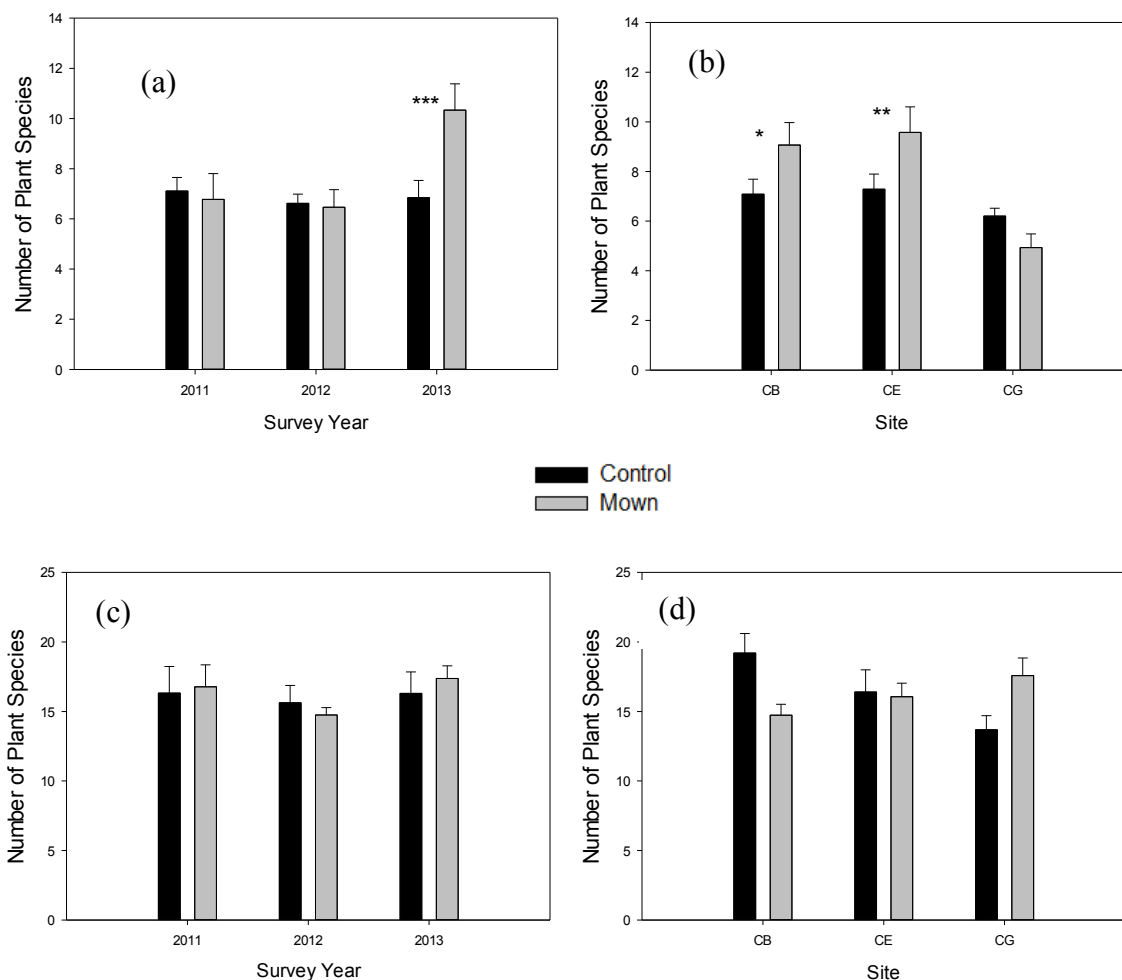 14
12
10
8
6
4
2
0
Number of Plant Species
(a)
***
2011 2012 2013
Survey Year
14
12
10
8
6
4
2
0
Number of Plant Species
(b)
*
**
CB CE CG
Site
Control
Mown
25
20
15
10
5
0
Number of Plant Species
(c)
2011 2012 2013
Survey Year
25
20
15
10
5
0
Number of Plant Species
(d)
CB CE CG
Site